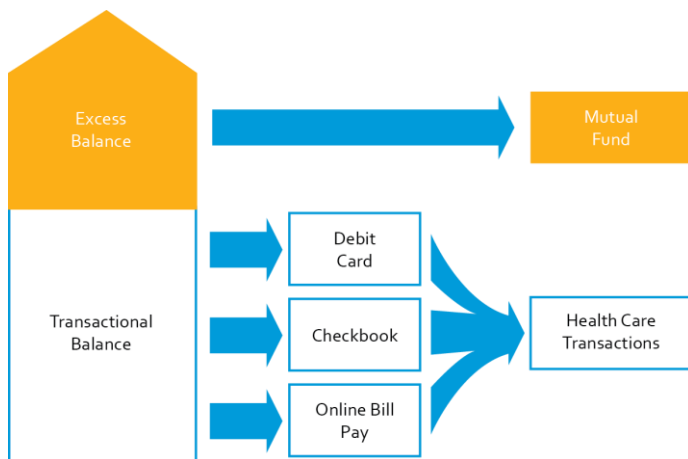 Excess
Balance
Mutual
Fund
Debit
Card
Transactional
Balance
Checkbook
Health Care
Transactions
Online Bill
Pay